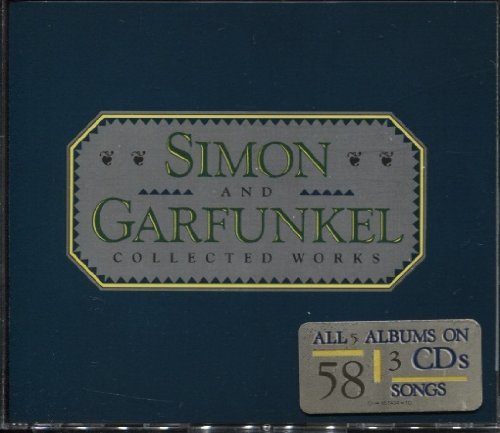 SIMON
AND
GARFUNKEL
COLLECTED WORKS
ALL 5 ALBUMS ON
58 3 CDs
SONGS